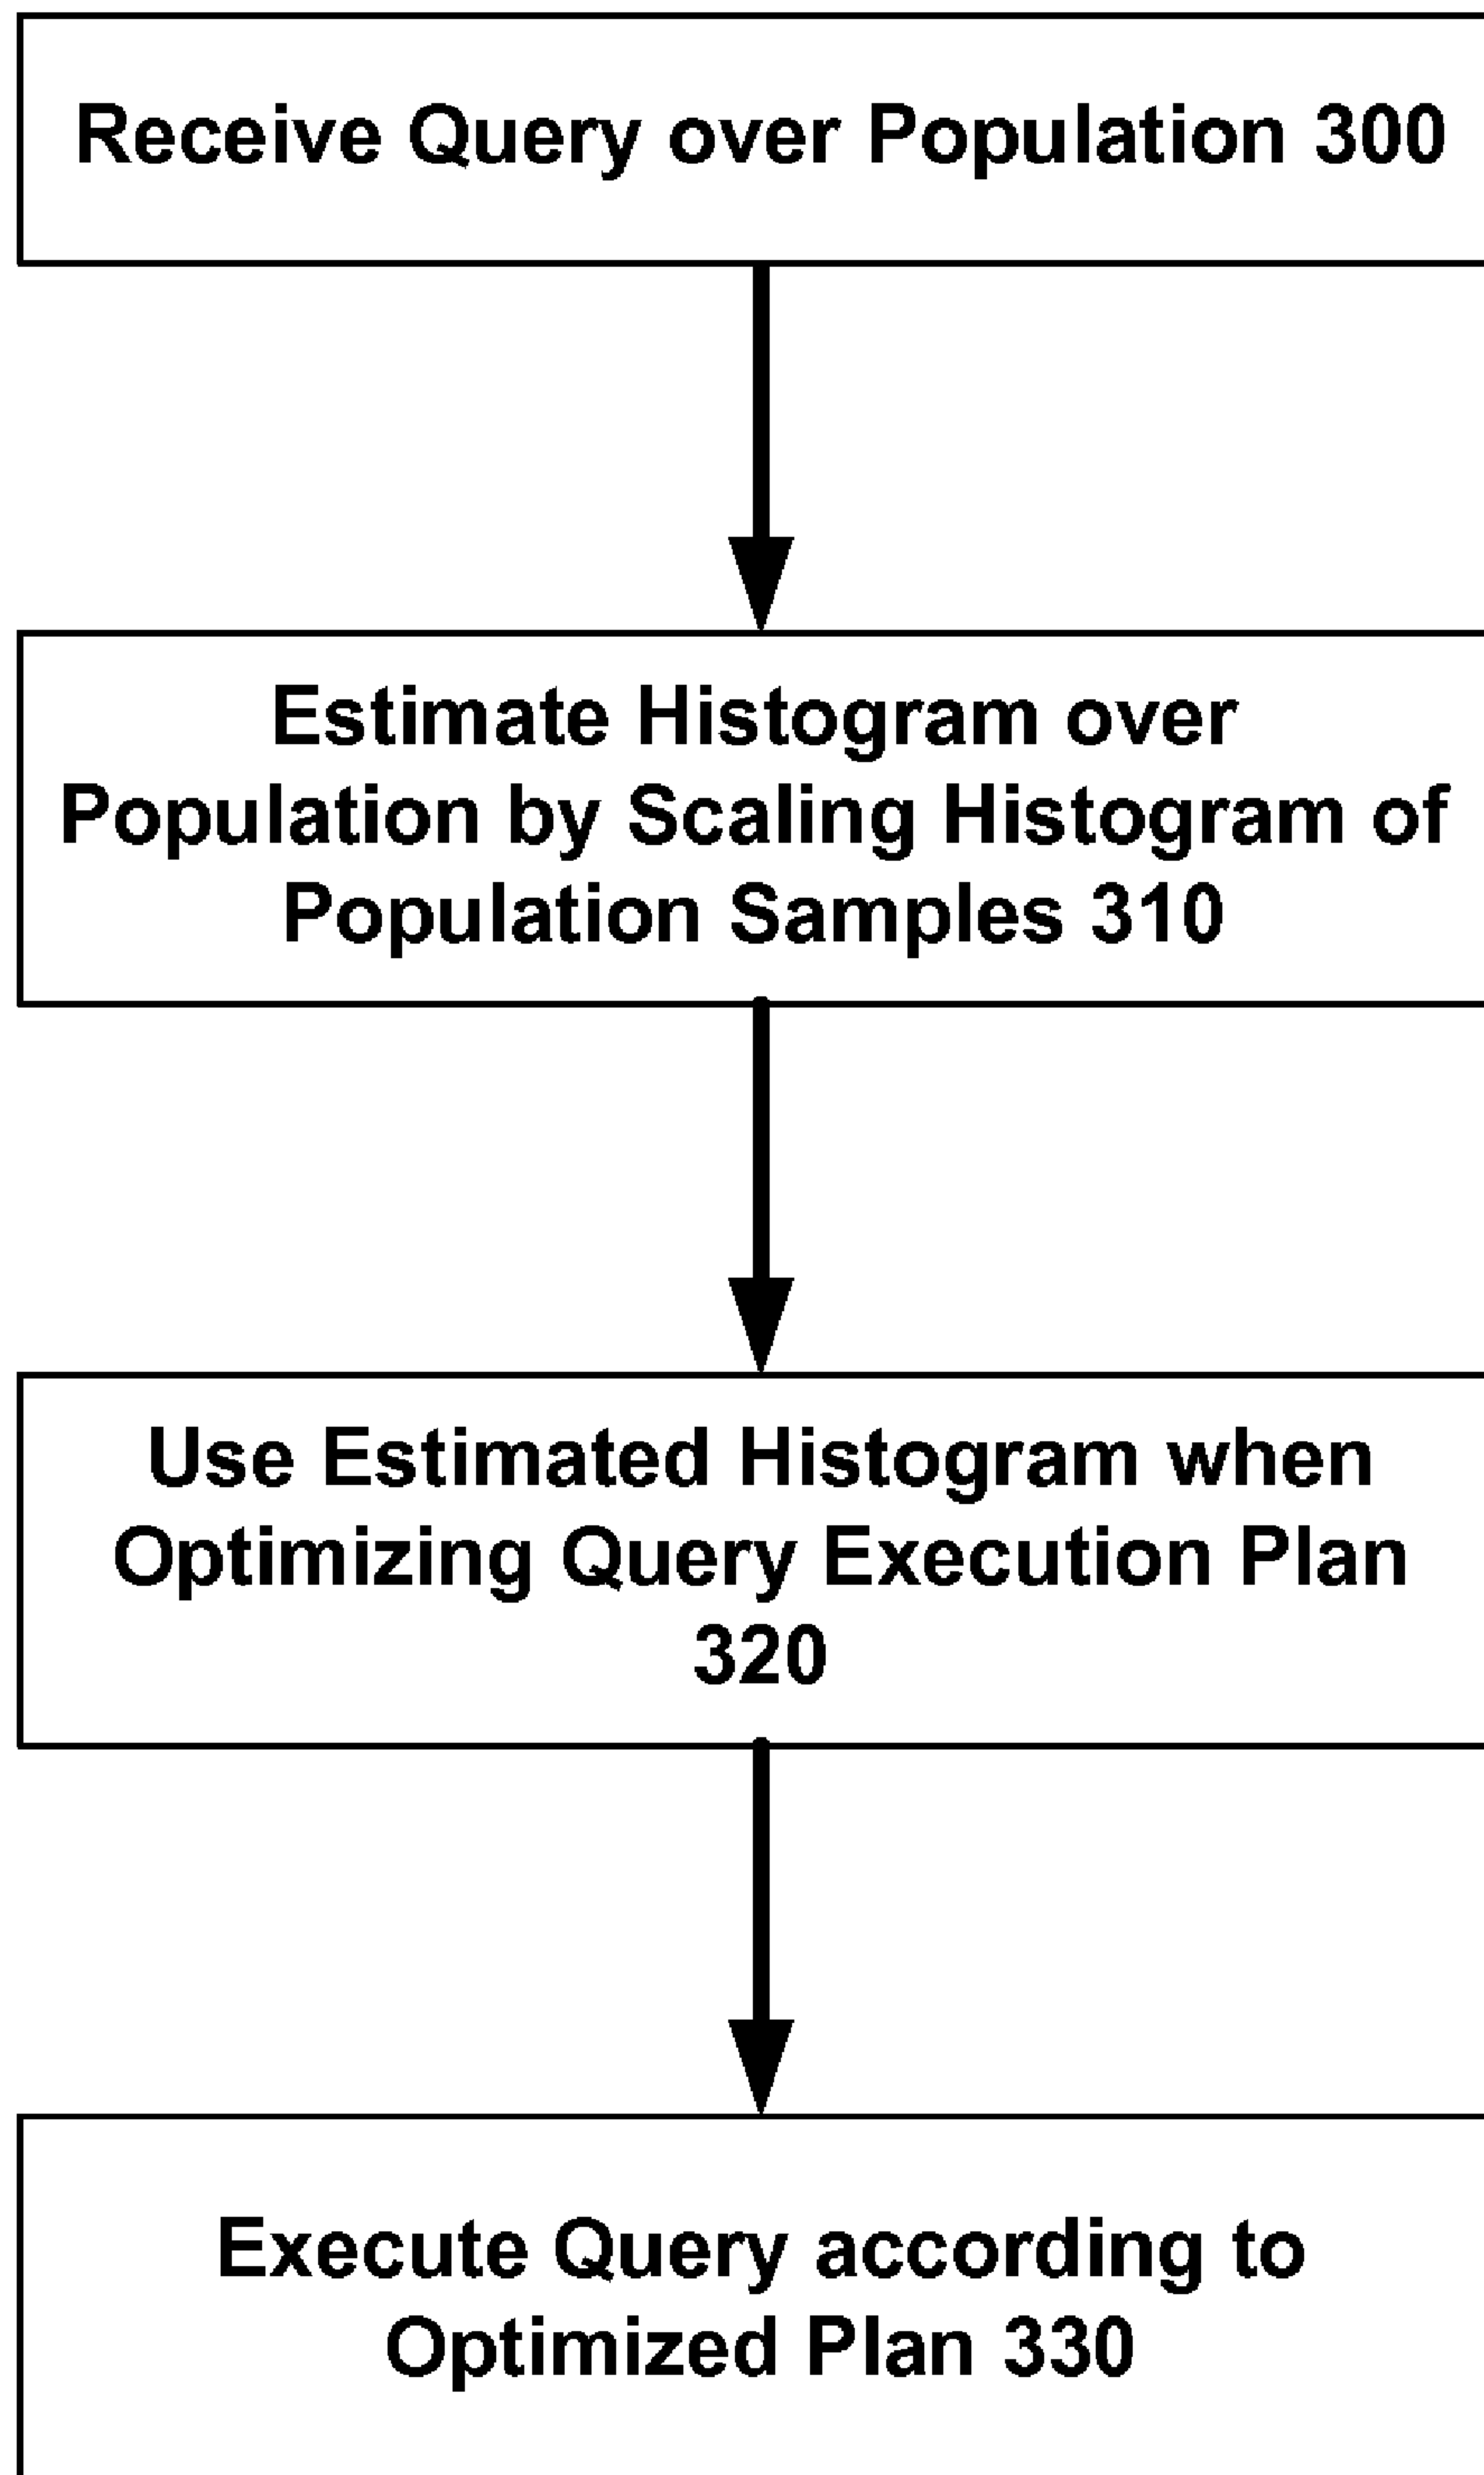 Receive Query over Population 300
Estimate Histogram over
Population by Scaling Histogram of
Population Samples 310
Use Estimated Histogram when
Optimizing Query Execution Plan
320
Execute Query according to
Optimized Plan 330